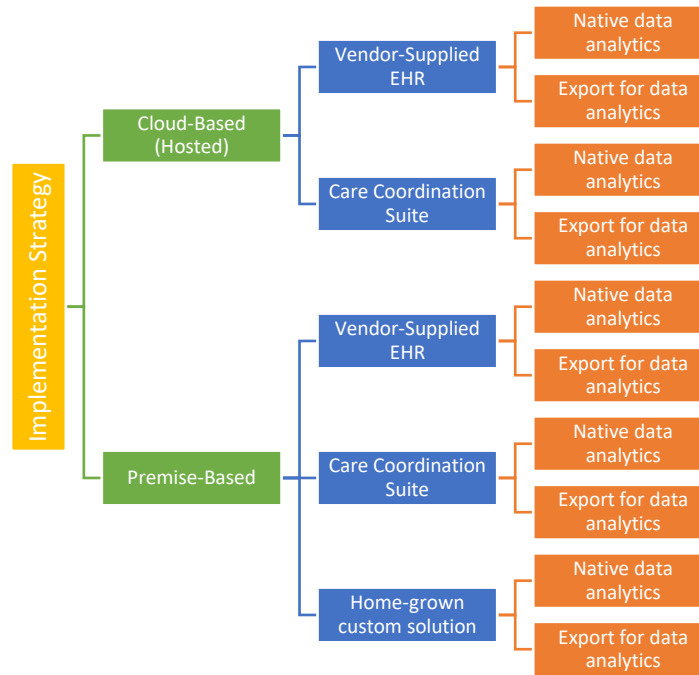 Implementation Strategy
Cloud-Based
(Hosted)
Vendor-Supplied
EHR
Native data
analytics
Export for data
analytics
Care Coordination
Suite
Native data
analytics
Export for data
analytics
Premise-Based
Vendor-Supplied
EHR
Native data
analytics
Export for data
analytics
Care Coordination
Suite
Native data
analytics
Export for data
analytics
Home-grown
custom solution
Native data
analytics
Export for data
analytics